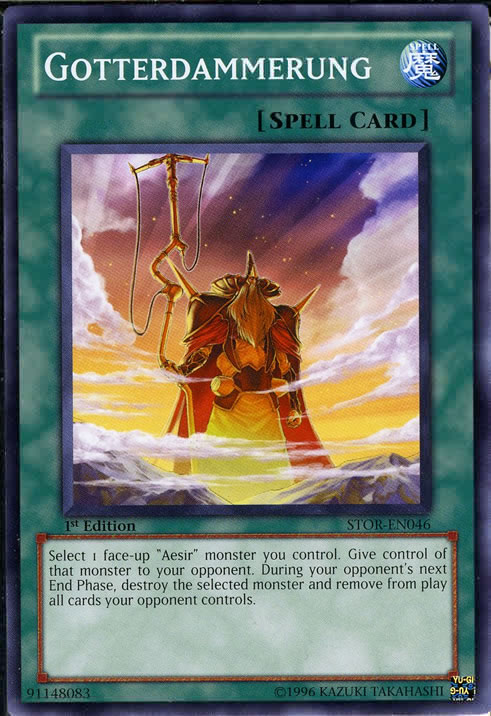 GOTTERDAMMERUNG
SPELL
魔
[SPELL CARD]
1st Edition
STOR-EN046
Select 1 face-up "Aesir" monster you control. Give control of
that monster to your opponent. During your opponent's next
End Phase, destroy the selected monster and remove from play
all cards your opponent controls.
91148083
©1996 KAZUKI TAKAHASHI